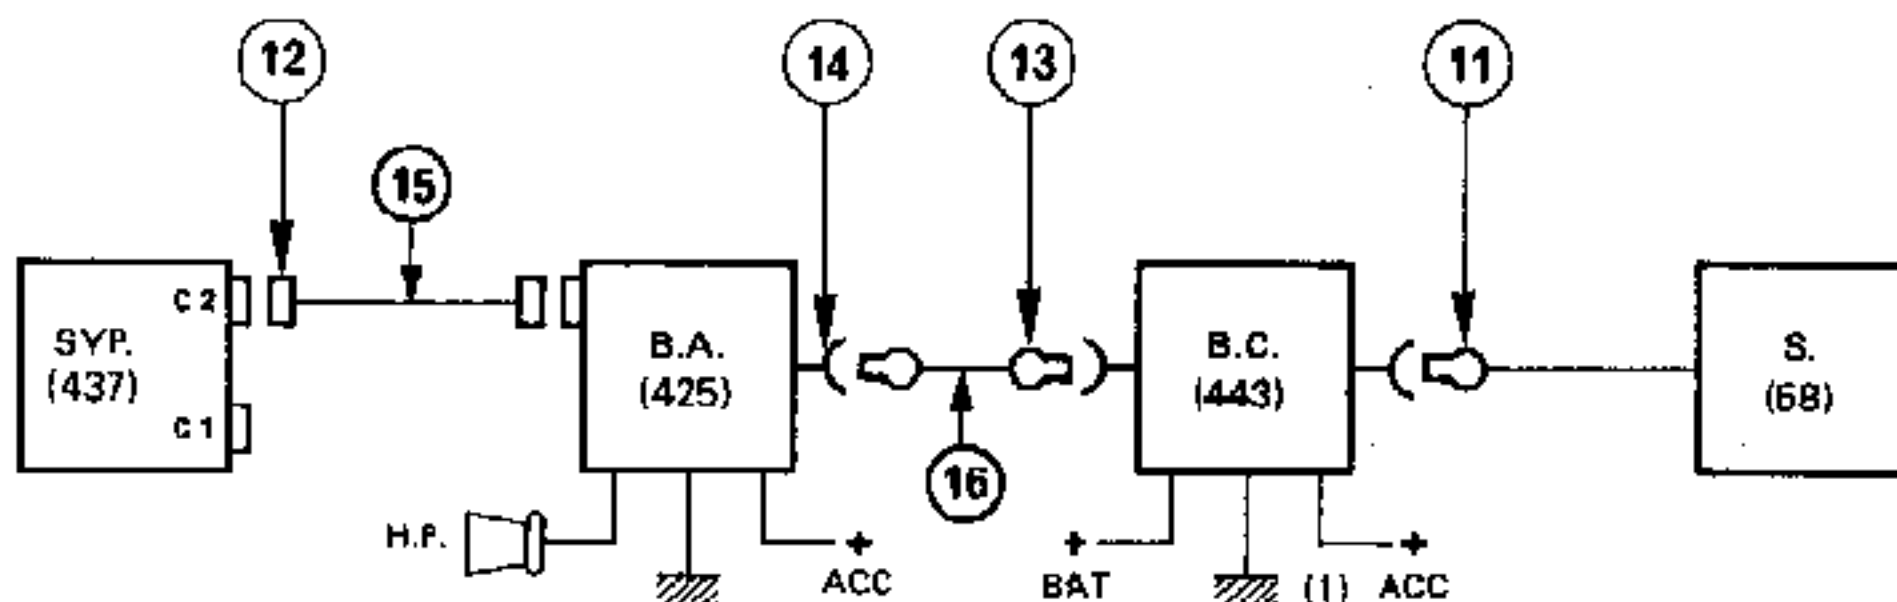 12 14 13 11
15
C 2
SYP. B.A. B.C. S.
(437) (425) (443) (68)
C 1
16
H.P. + + +
ACC BAT (1) ACC